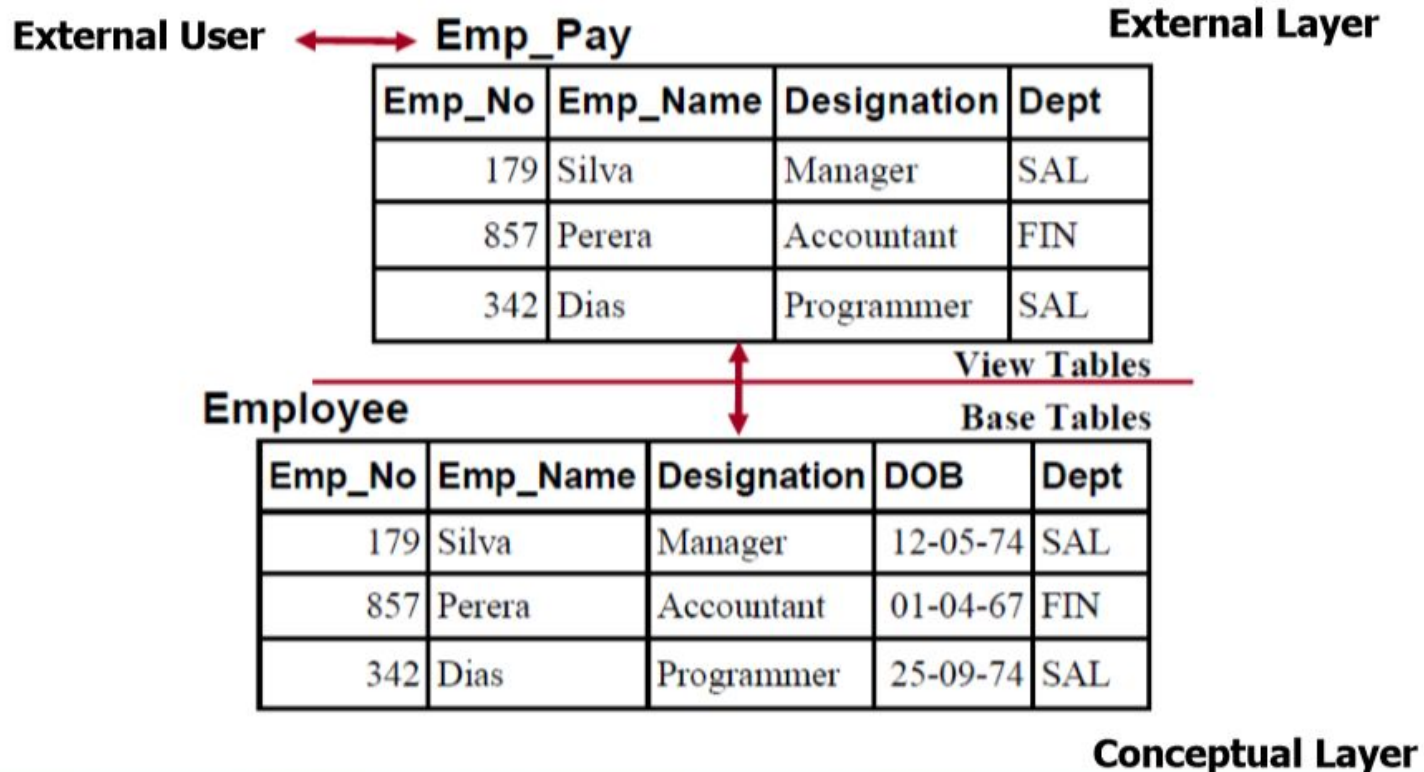 External User Emp_Pay External Layer
Emp_No Emp_Name Designation Dept
179 Silva Manager SAL
857 Perera Accountant FIN
342 Dias Programmer SAL
View Tables
Employee Base Tables
Emp_No Emp_Name Designation DOB Dept
179 Silva Manager 12-05-74 SAL
857 Perera Accountant 01-04-67 FIN
342 Dias Programmer 25-09-74 SAL
Conceptual Layer